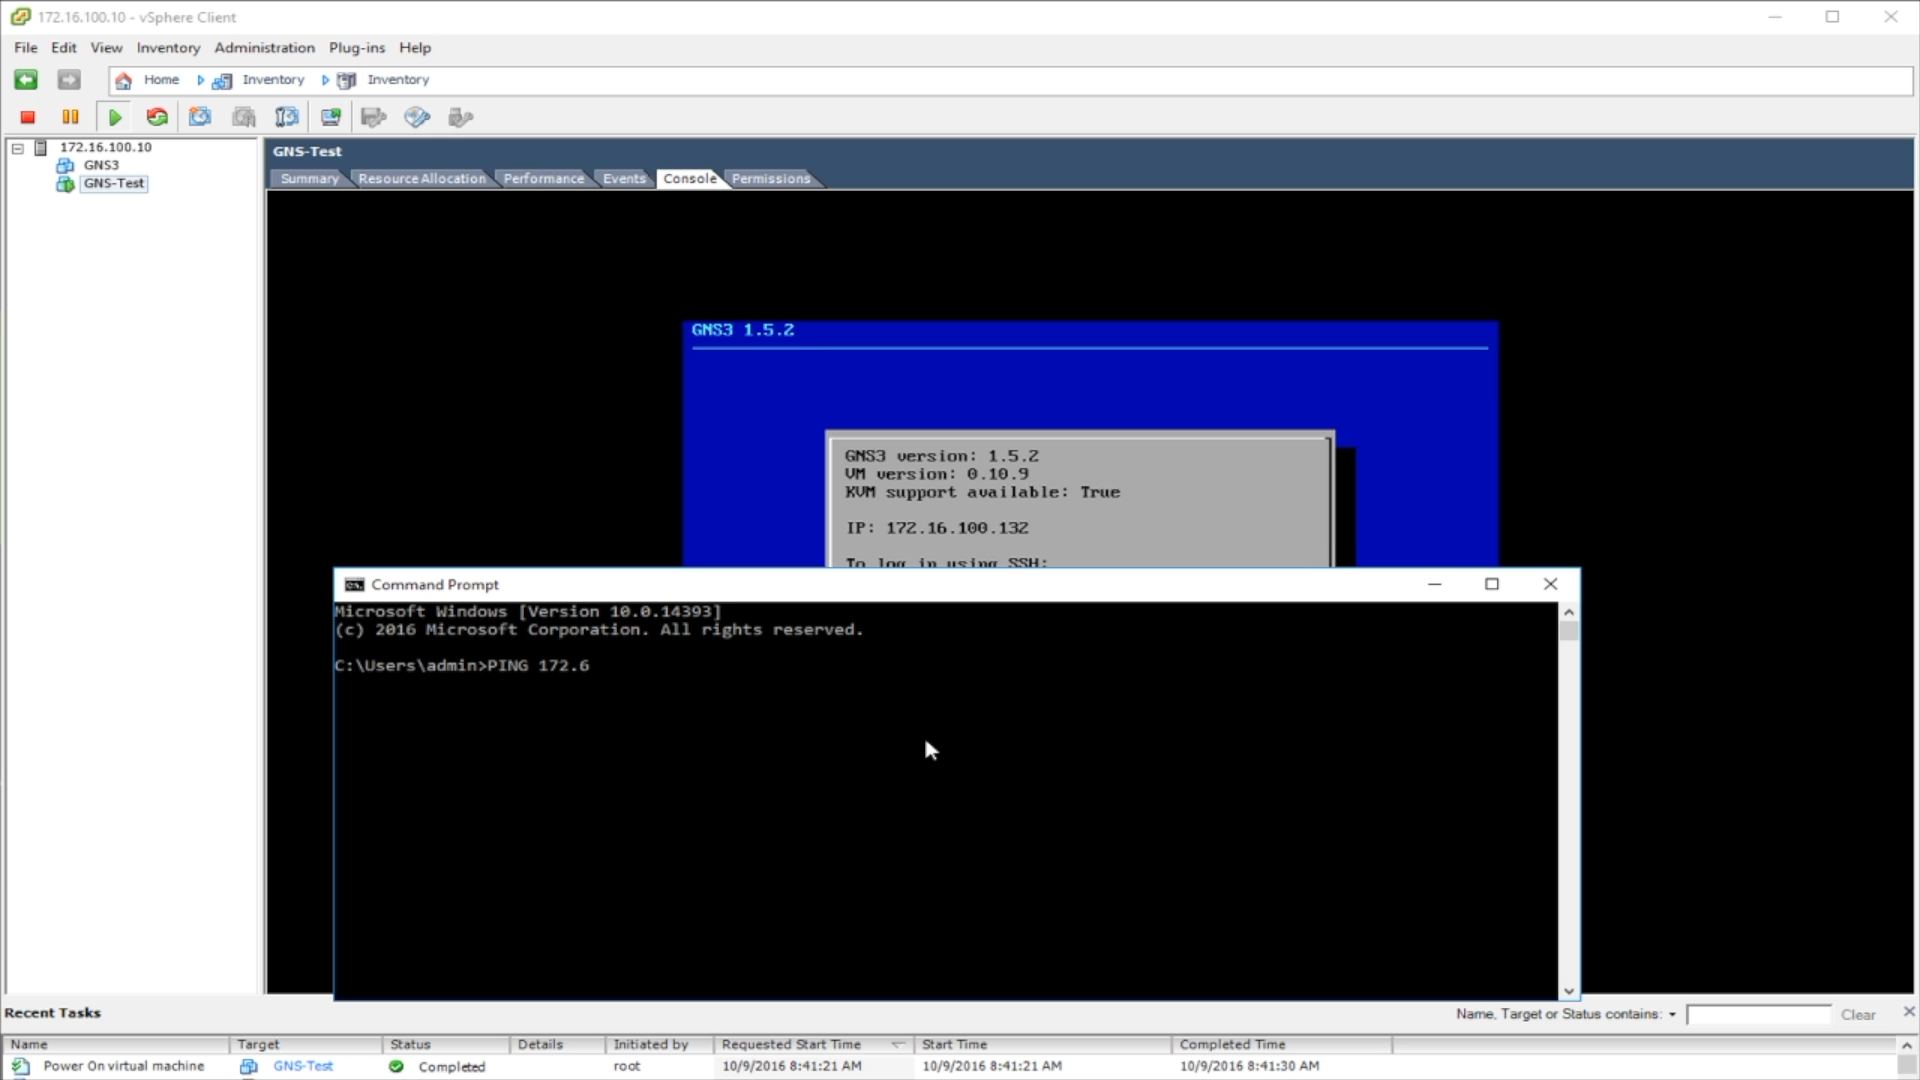 172.16.100.10 - vSphere Client
File Edit View Inventory Administration Plug-ins Help
Home Inventory Inventory
172.16.100.10
GNS3
GNS-Test
GNS-Test
Summary Resource Allocation Performance Events Console Permissions
GNS3 1.5.2
GNS3 version: 1.5.2
VM version: 0.10.9
KVM support available: True
IP: 172.16.100.132
To log in using SSH:
Command Prompt
Microsoft Windows [Version 10.0.14393]
(c) 2016 Microsoft Corporation. All rights reserved.
C:\Users\admin>PING 172.6
Recent Tasks
Name, Target or Status contains: Clear
Name Target Status Details Initiated by Requested Start Time Start Time Completed Time
Power On virtual machine GNS-Test Completed root 10/9/2016 8:41:21 AM 10/9/2016 8:41:21 AM 10/9/2016 8:41:30 AM